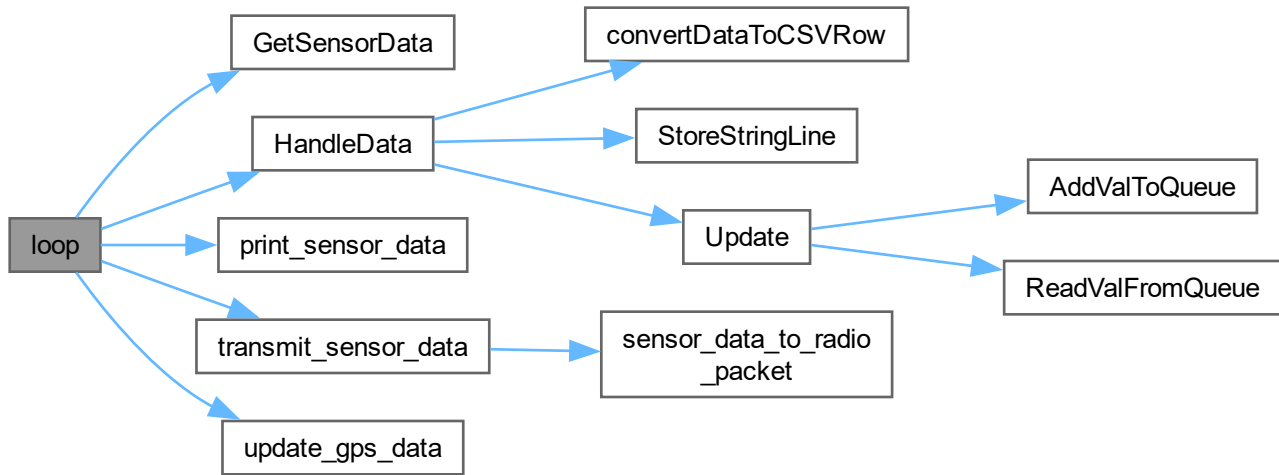 loop
GetSensorData
HandleData
print_sensor_data
transmit_sensor_data
update_gps_data
convertDataToCSVRow
StoreStringLine
Update
sensor_data_to_radio
_packet
AddValToQueue
ReadValFromQueue